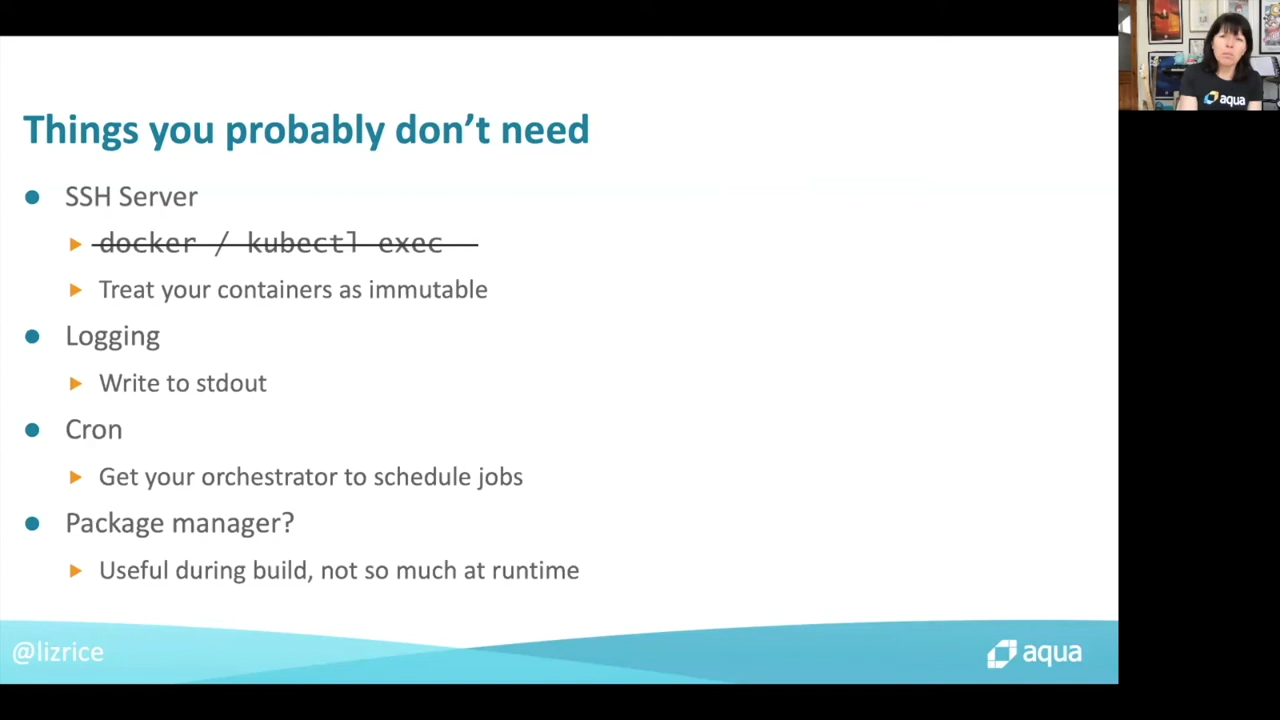 Things you probably don't need
SSH Server
docker / kubectl exec
Treat your containers as immutable
Logging
Write to stdout
Cron
Get your orchestrator to schedule jobs
Package manager?
Useful during build, not so much at runtime
@lizrice
aqua
aqua